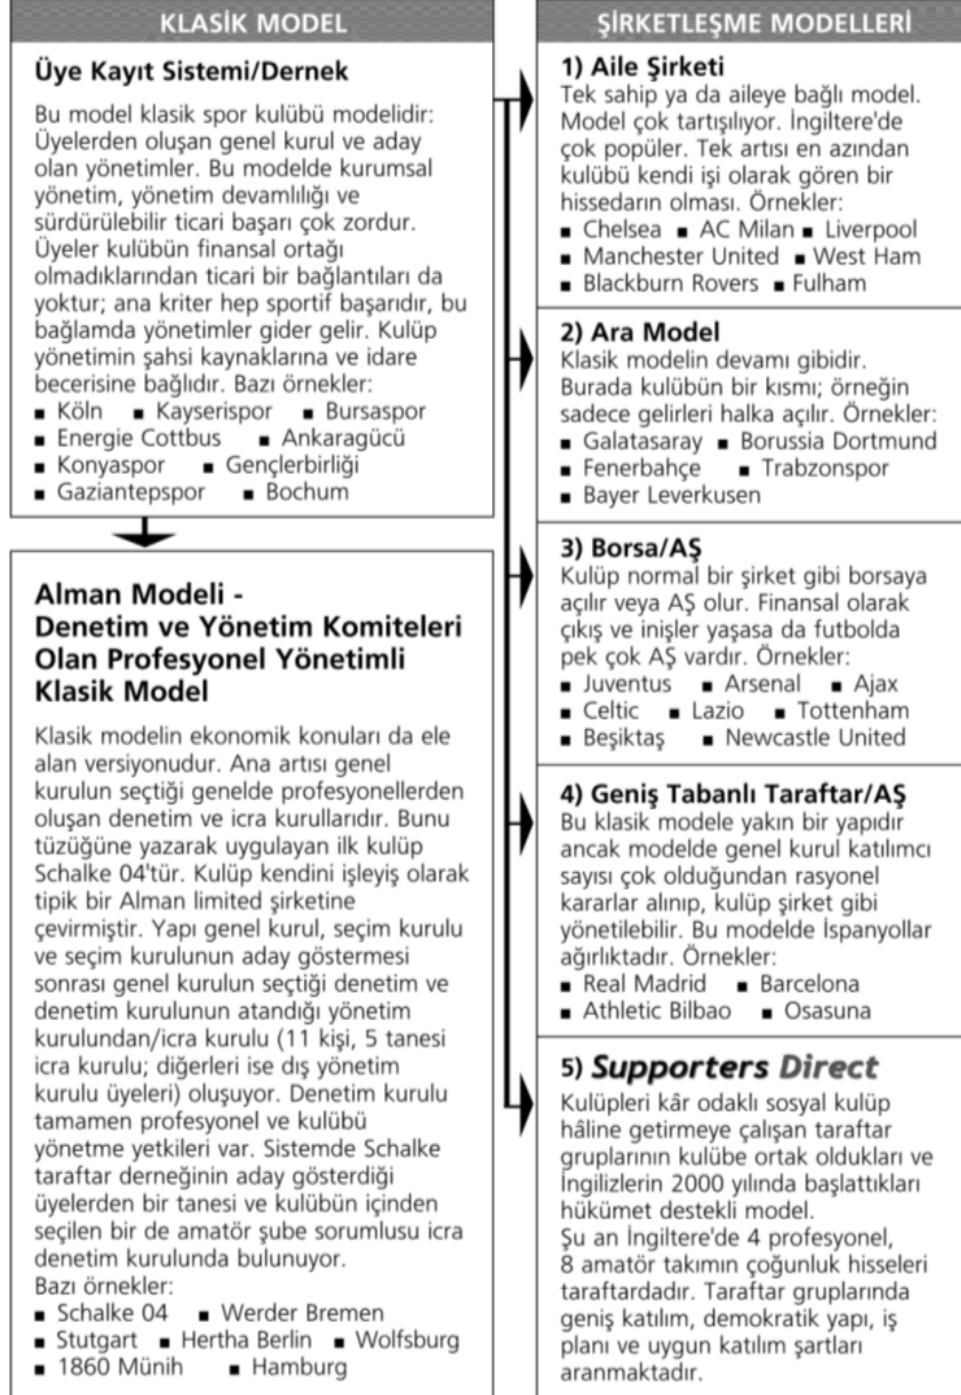 KLASİK MODEL
Üye Kayıt Sistemi/Dernek
Bu model klasik spor kulübü modelidir:
Üyelerden oluşan genel kurul ve aday
olan yönetimler. Bu modelde kurumsal
yönetim, yönetim devamlılığı ve
sürdürülebilir ticari başarı çok zordur.
Üyeler kulübün finansal ortağı
olmadıklarından ticari bir bağlantıları da
yoktur; ana kriter hep sportif başarıdır, bu
bağlamda yönetimler gider gelir. Kulüp
yönetimin şahsi kaynaklarına ve idare
becerisine bağlıdır. Bazı örnekler:
■ Köln ■ Kayserispor ■ Bursaspor
■ Energie Cottbus ■ Ankaragücü
■ Konyaspor ■ Gençlerbirliği
■ Gaziantepspor ■ Bochum
Alman Modeli -
Denetim ve Yönetim Komiteleri
Olan Profesyonel Yönetimli
Klasik Model
Klasik modelin ekonomik konuları da ele
alan versiyonudur. Ana artısı genel
kurulun seçtiği genelde profesyonellerden
oluşan denetim ve icra kurullarıdır. Bunu
tüzüğüne yazarak uygulayan ilk kulüp
Schalke 04'tür. Kulüp kendini işleyiş olarak
tipik bir Alman limited şirketine
çevirmiştir. Yapı genel kurul, seçim kurulu
ve seçim kurulunun aday göstermesi
sonrası genel kurulun seçtiği denetim ve
denetim kurulunun atandığı yönetim
kurulundan/icra kurulu (11 kişi, 5 tanesi
icra kurulu; diğerleri ise dış yönetim
kurulu üyeleri) oluşuyor. Denetim kurulu
tamamen profesyonel ve kulübü
yönetme yetkileri var. Sistemde Schalke
taraftar derneğinin aday gösterdiği
üyelerden bir tanesi ve kulübün içinden
seçilen bir de amatör şube sorumlusu icra
denetim kurulunda bulunuyor.
Bazı örnekler:
■ Schalke 04 ■ Werder Bremen
■ Stutgart ■ Hertha Berlin ■ Wolfsburg
■ 1860 Münih ■ Hamburg
ŞİRKETLEŞME MODELLERİ
1) Aile Şirketi
Tek sahip ya da aileye bağlı model.
Model çok tartışılıyor. İngiltere'de
çok popüler. Tek artısı en azından
kulübü kendi işi olarak gören bir
hissedarın olması. Örnekler:
■ Chelsea ■ AC Milan ■ Liverpool
■ Manchester United ■ West Ham
■ Blackburn Rovers ■ Fulham
2) Ara Model
Klasik modelin devamı gibidir.
Burada kulübün bir kısmı; örneğin
sadece gelirleri halka açılır. Örnekler:
■ Galatasaray ■ Borussia Dortmund
■ Fenerbahçe ■ Trabzonspor
■ Bayer Leverkusen
3) Borsa/AŞ
Kulüp normal bir şirket gibi borsaya
açılır veya AŞ olur. Finansal olarak
çıkış ve inişler yaşasa da futbolda
pek çok AŞ vardır. Örnekler:
■ Juventus ■ Arsenal ■ Ajax
■ Celtic ■ Lazio ■ Tottenham
■ Beşiktaş ■ Newcastle United
4) Geniş Tabanlı Taraftar/AŞ
Bu klasik modele yakın bir yapıdır
ancak modelde genel kurul katılımcı
sayısı çok olduğundan rasyonel
kararlar alınıp, kulüp şirket gibi
yönetilebilir. Bu modelde İspanyollar
ağırlıktadır. Örnekler:
■ Real Madrid ■ Barcelona
■ Athletic Bilbao ■ Osasuna
5) Supporters Direct
Kulüpleri kâr odaklı sosyal kulüp
hâline getirmeye çalışan taraftar
gruplarının kulübe ortak oldukları ve
İngilizlerin 2000 yılında başlattıkları
hükümet destekli model.
Şu an İngiltere'de 4 profesyonel,
8 amatör takımın çoğunluk hisseleri
taraftardadır. Taraftar gruplarında
geniş katılım, demokratik yapı, iş
planı ve uygun katılım şartları
aranmaktadır.